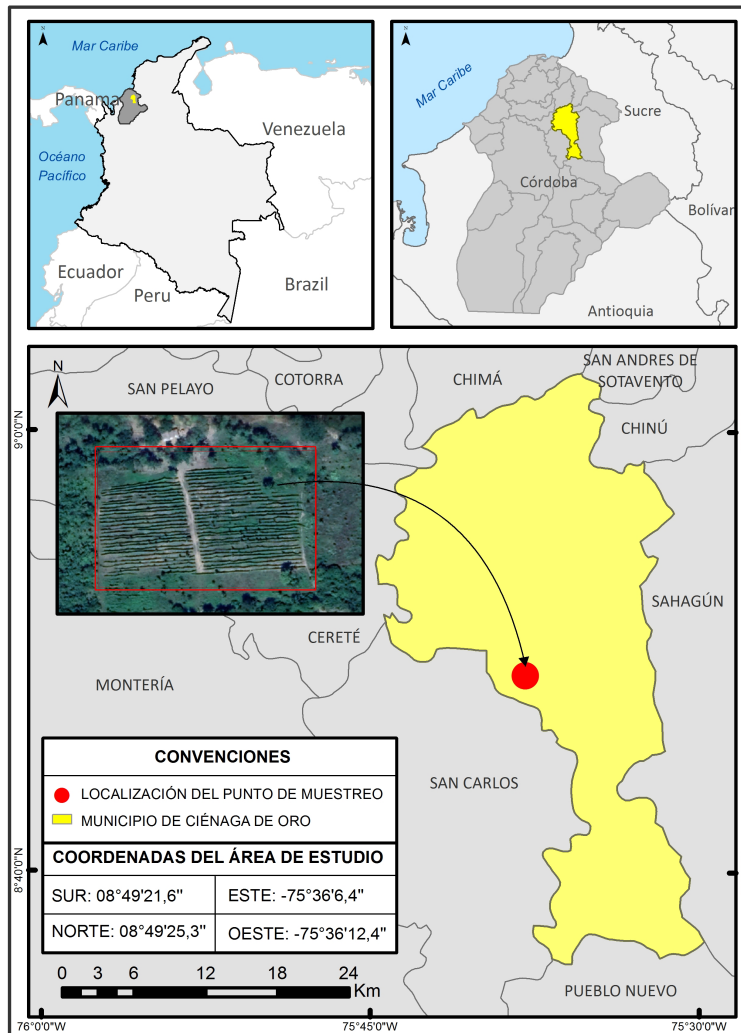 N
Mar Caribe
Panama
Venezuela
Océano
Pacífico
Ecuador
Peru
Brazil
N
Mar Caribe
Sucre
Córdoba
Bolívar
Antioquia
N
SAN PELAYO
COTORRA
CHIMÁ
SAN ANDRES DE
SOTAVENTO
CHINÚ
9°0'0"N
SAHAGÚN
CERETÉ
MONTERÍA
SAN CARLOS
CONVENCIONES
LOCALIZACIÓN DEL PUNTO DE MUESTREO
MUNICIPIO DE CIÉNAGA DE ORO
COORDENADAS DEL ÁREA DE ESTUDIO
SUR: 08°49'21,6" ESTE: -75°36'6,4"
NORTE: 08°49'25,3" OESTE: -75°36'12,4"
8°40'0"N
0 3 6 12 18 24
Km
PUEBLO NUEVO
76°0'0"W 75°45'0"W 75°30'0"W